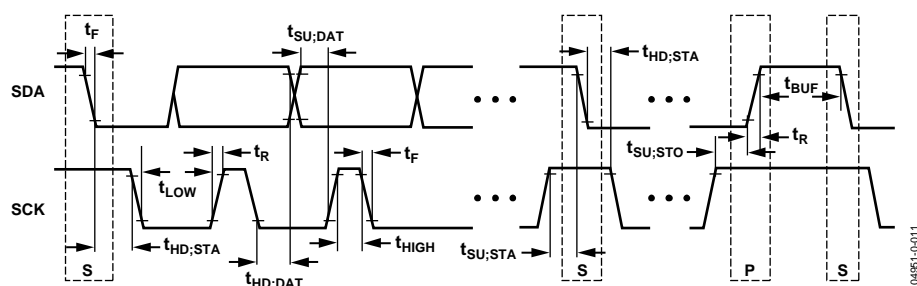 tF
tSU;DAT
tHD;STA
SDA
tBUF
tR
tF
tR
tSU;STO
tLOW
SCK
tHD;STA
tHIGH
tSU;STA
tHD;DAT
S
S
P
S
04951-0-011